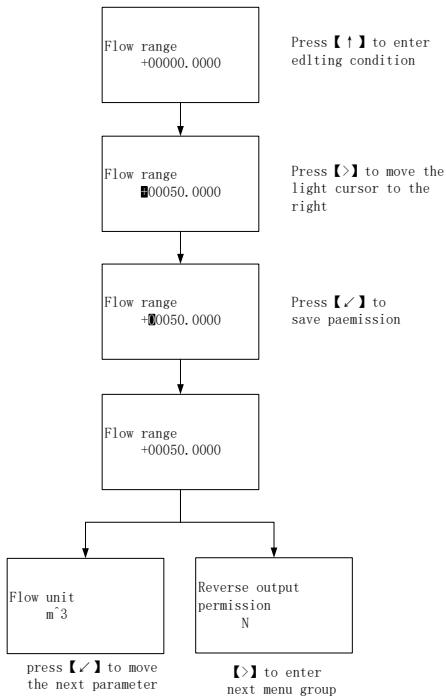 Flow range
+00000.0000
Press【↑】to enter
edlting condition
Flow range
+00050.0000
Press【>】to move the
light cursor to the
right
Flow range
+00050.0000
Press【↙】to
save paemission
Flow range
+00050.0000
Flow unit
m^3
Reverse output
permission
N
press【↙】to move
the next parameter
【>】to enter
next menu group